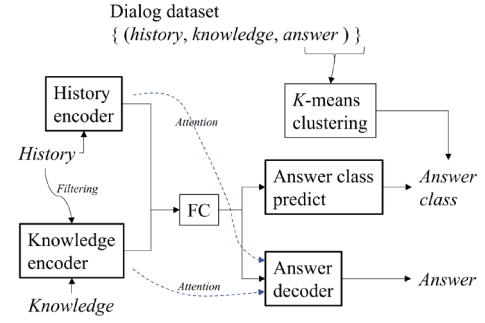 Dialog dataset
{ (history, knowledge, answer ) }
History
encoder
Attention
K-means
clustering
History
Filtering
Answer class
predict
Answer
class
FC
Knowledge
encoder
Answer
decoder
Answer
Attention
Knowledge